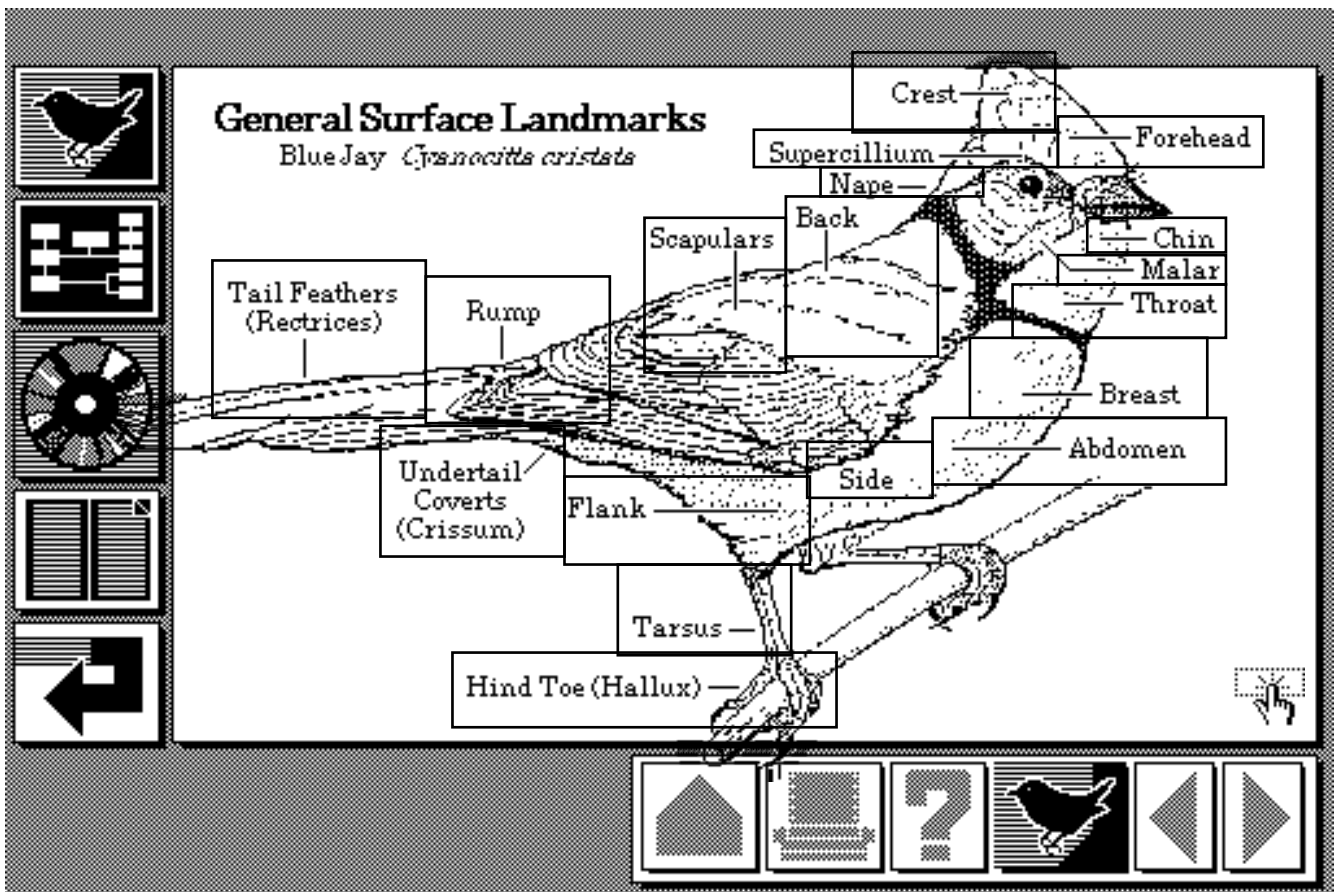 General Surface Landmarks
Blue Jay Cyanocitta cristata
Crest
Forehead
Supercillium
Nape
Back
Scapulars
Chin
Malar
Tail Feathers
(Rectrices)
Rump
Throat
Breast
Abdomen
Undertail
Coverts
(Crissum)
Side
Flank
Tarsus
Hind Toe (Hallux)
?